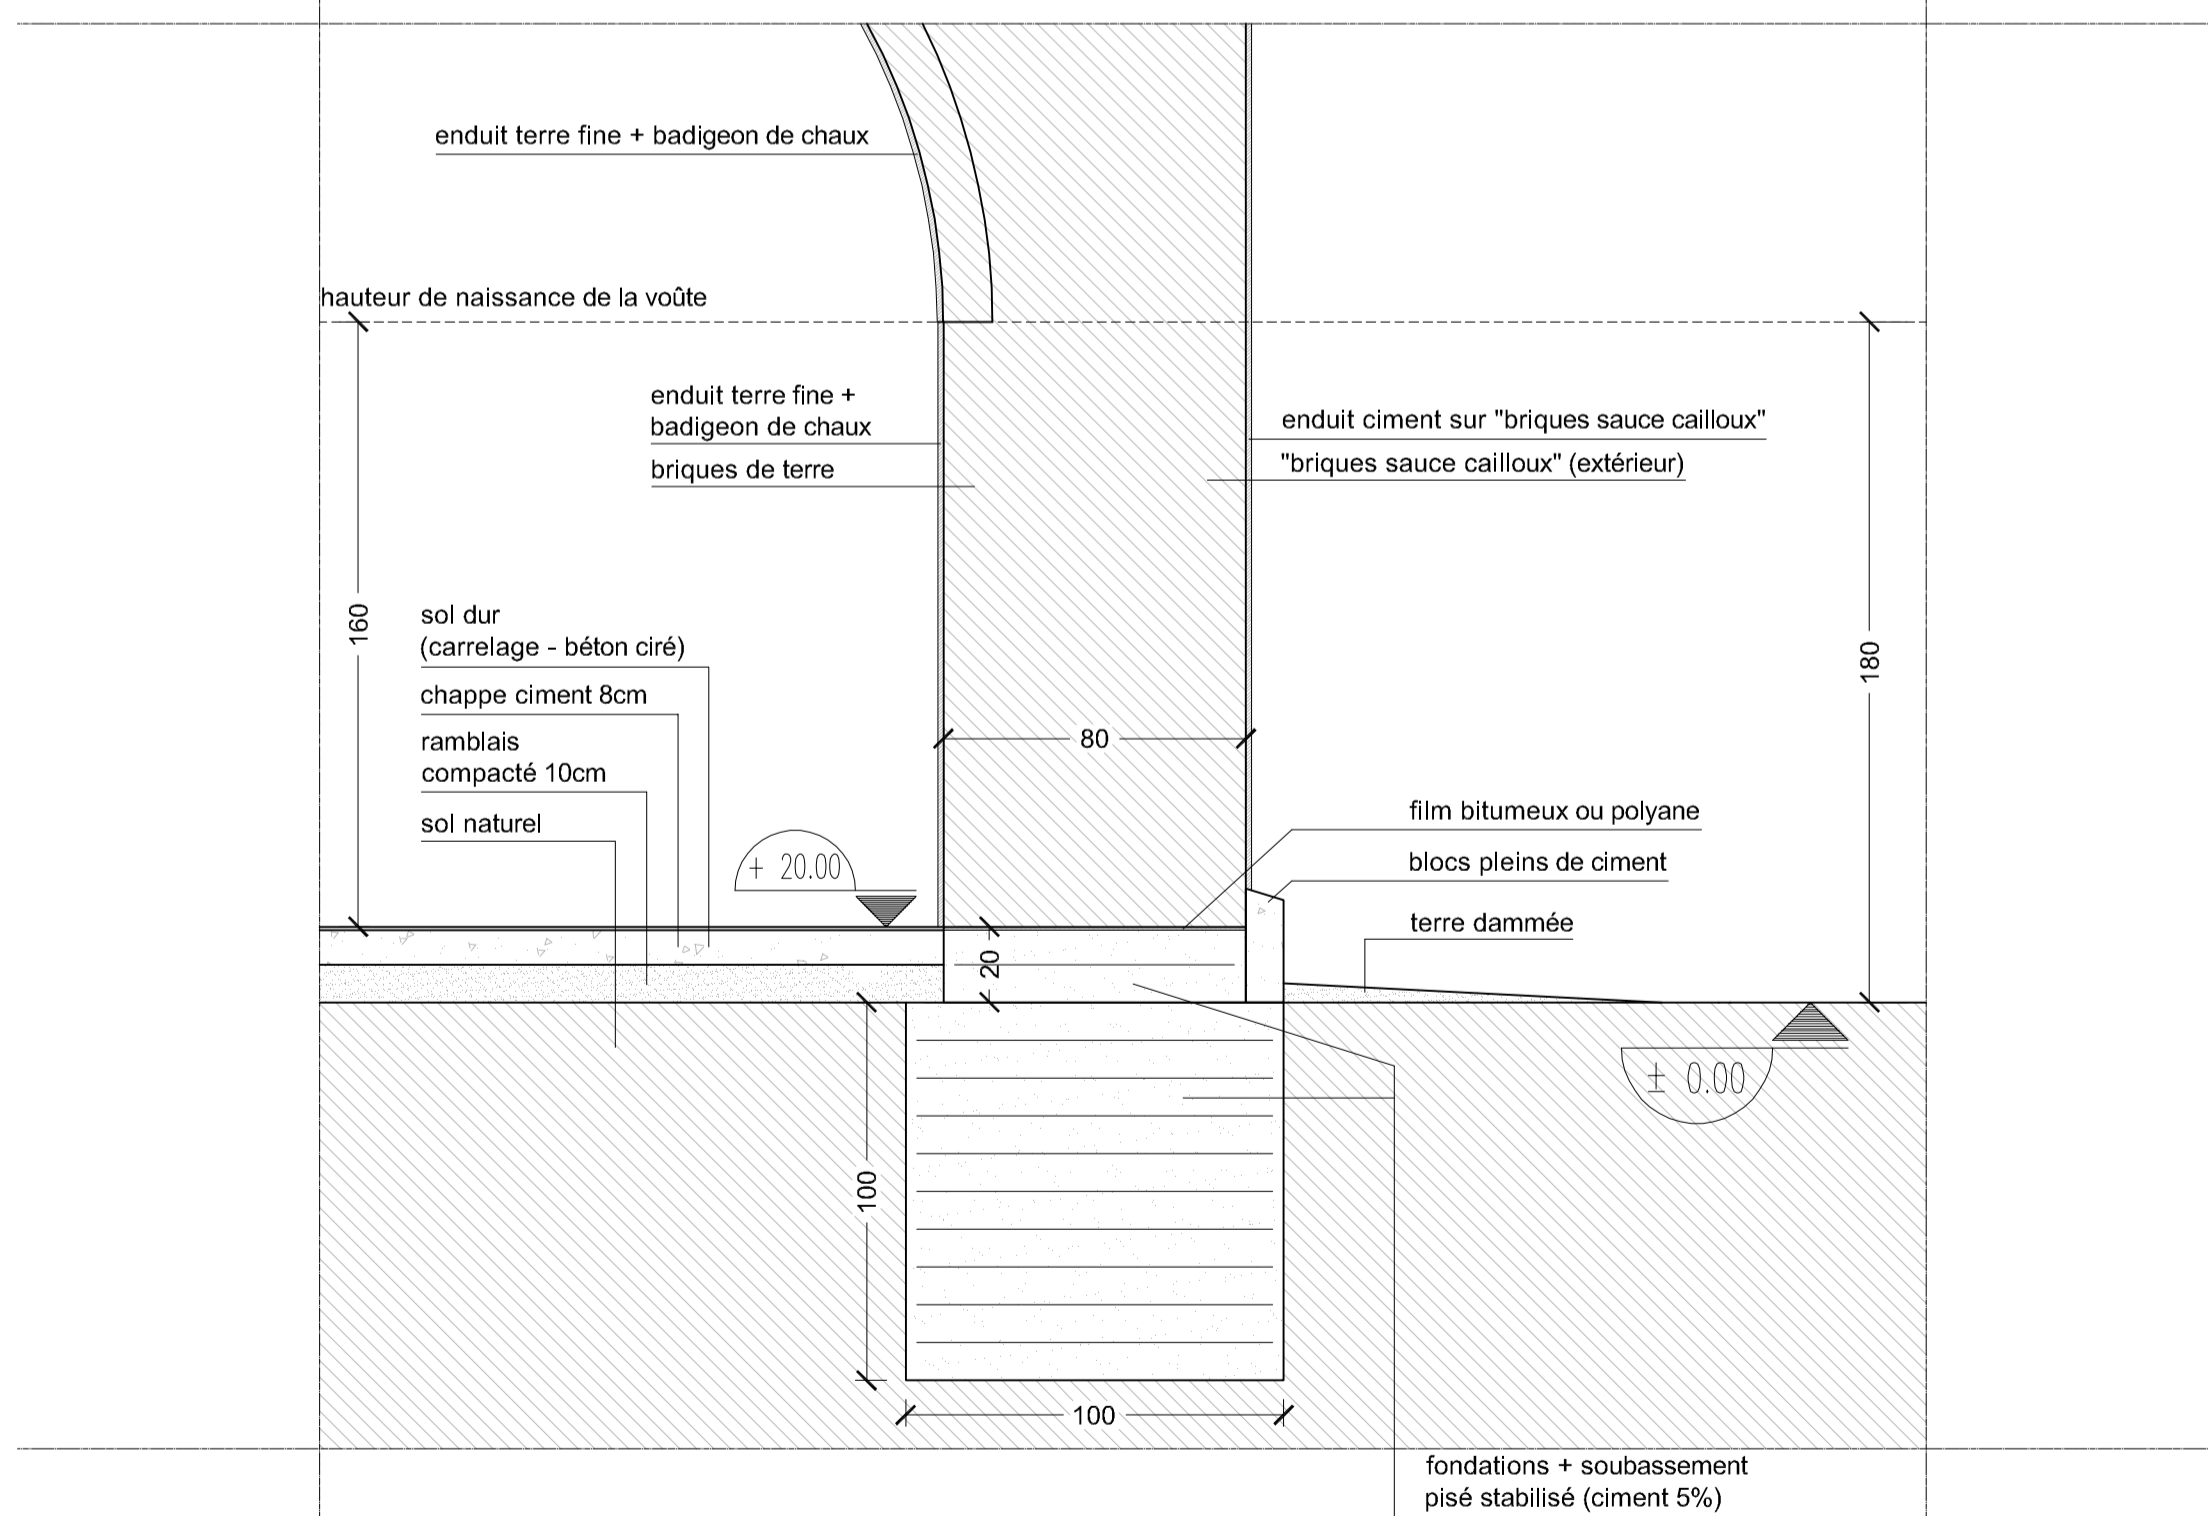 enduit terre fine + badigeon de chaux
hauteur de naissance de la voûte
enduit terre fine +
badigeon de chaux
briques de terre
enduit ciment sur "briques sauce cailloux"
"briques sauce cailloux" (extérieur)
160
sol dur
(carrelage - béton ciré)
chappe ciment 8cm
ramblais
compacté 10cm
sol naturel
180
80
+ 20.00
film bitumeux ou polyane
blocs pleins de ciment
terre dammée
20
± 0.00
100
100
fondations + soubassement
pisé stabilisé (ciment 5%)